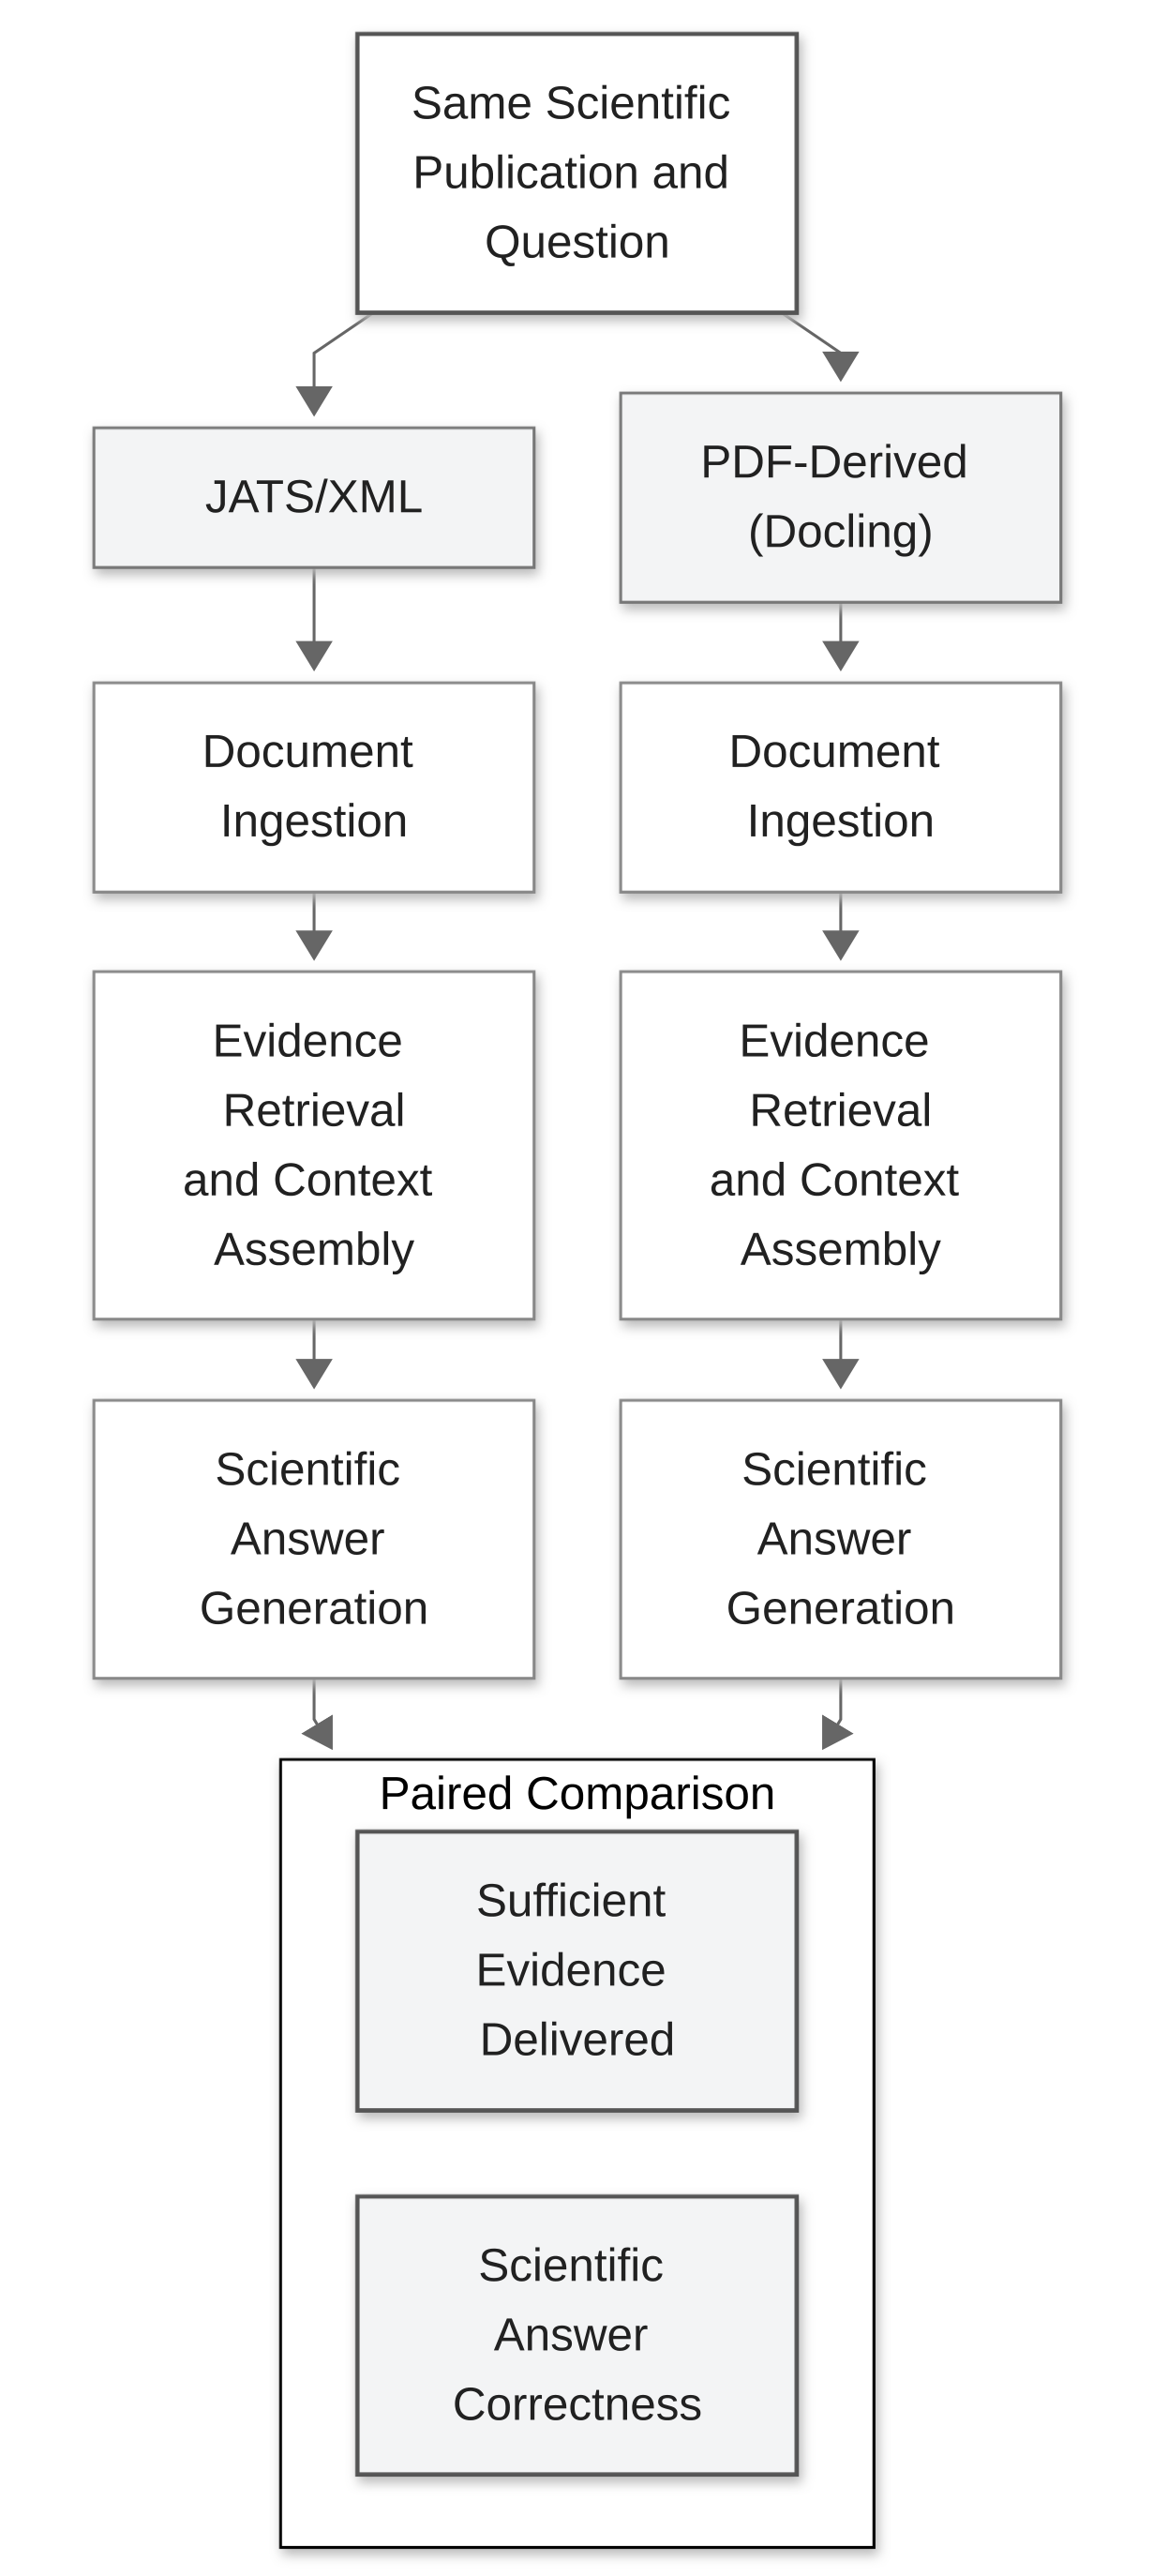 Same Scientific
Publication and
Question
JATS/XML
PDF-Derived
(Docling)
Document
Ingestion
Document
Ingestion
Evidence
Retrieval
and Context
Assembly
Evidence
Retrieval
and Context
Assembly
Scientific
Answer
Generation
Scientific
Answer
Generation
Paired Comparison
Sufficient
Evidence
Delivered
Scientific
Answer
Correctness